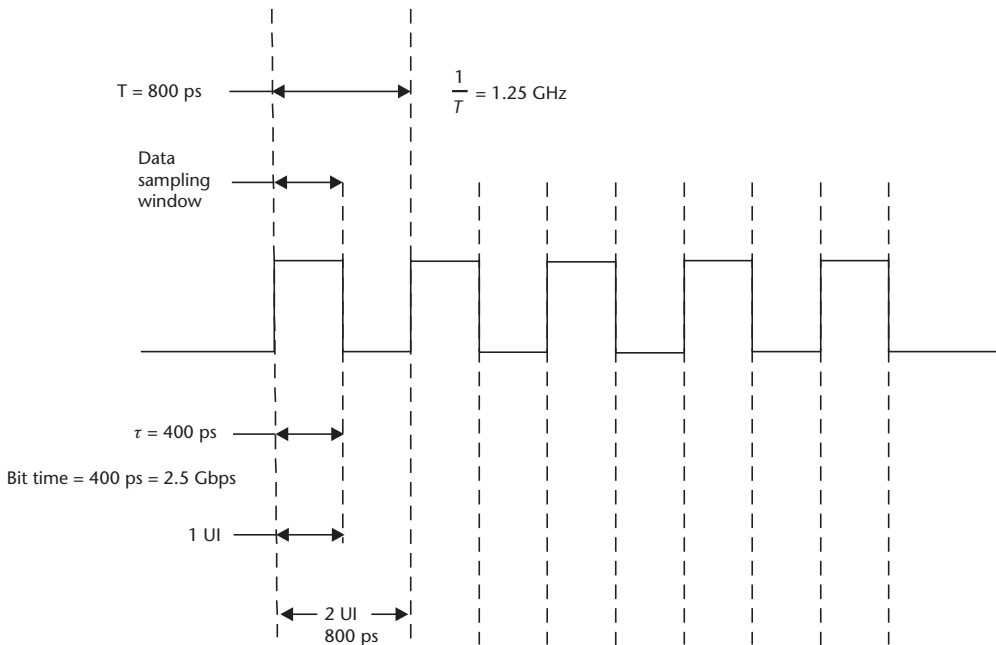 T = 800 ps
1
T
= 1.25 GHz
Data
sampling
window
τ = 400 ps
Bit time = 400 ps = 2.5 Gbps
1 UI
2 UI
800 ps